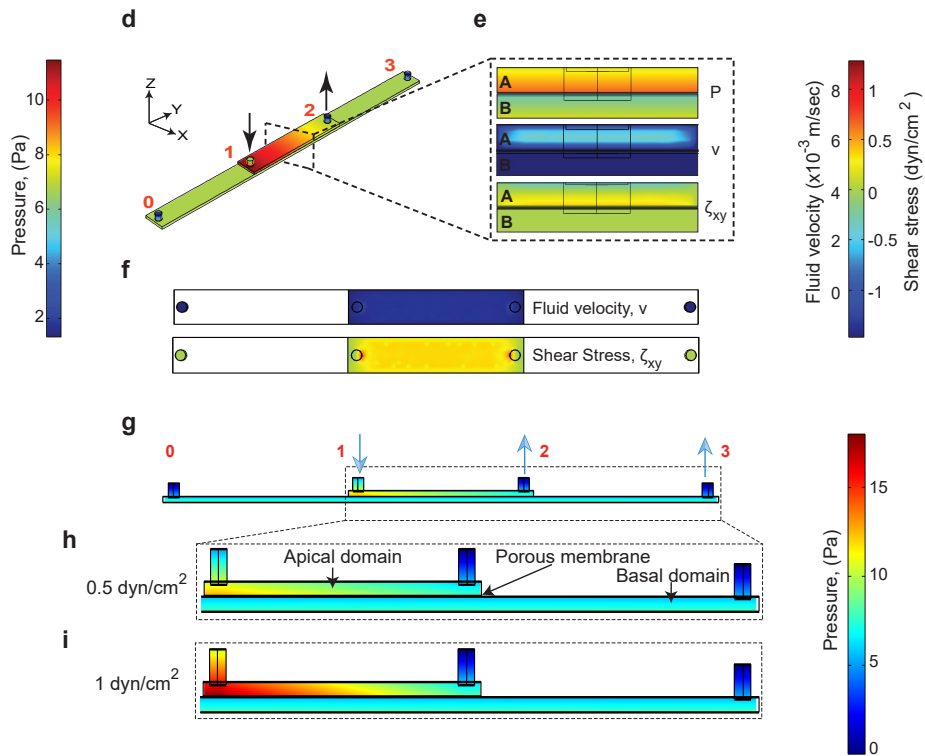 d
e
Pressure, (Pa)
10
8
6
4
2
Z
Y
X
0
1
2
3
A
B
P
A
B
v
A
B
ζxy
Fluid velocity (x10⁻³ m/sec)
8
6
4
2
0
Shear stress (dyn/cm²)
1
0.5
0
-0.5
-1
f
Fluid velocity, v
Shear Stress, ζxy
g
0
1
2
3
h
0.5 dyn/cm²
Apical domain
Porous membrane
Basal domain
i
1 dyn/cm²
Pressure, (Pa)
15
10
5
0